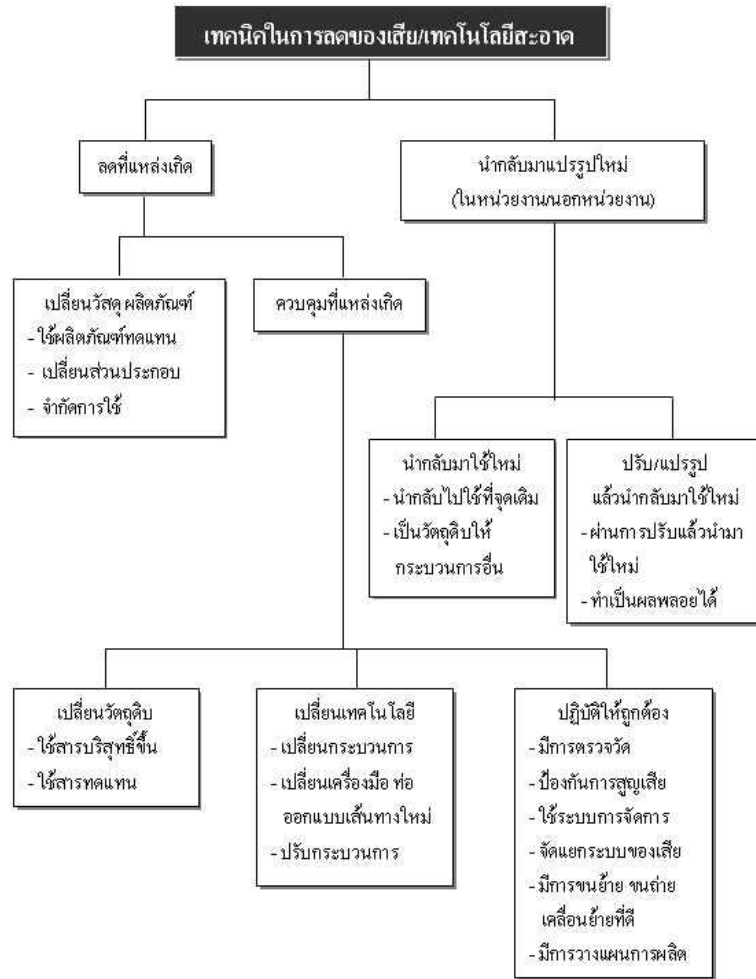 เทคนิคในการลดของเสีย/เทคโนโลยีสะอาด
ลดที่แหล่งเกิด
นำกลับมาแปรรูปใหม่
(ในหน่วยงาน/นอกหน่วยงาน)
เปลี่ยนวัสดุ ผลิตภัณฑ์
- ใช้ผลิตภัณฑ์ทดแทน
- เปลี่ยนส่วนประกอบ
- จำกัดการใช้
ควบคุมที่แหล่งเกิด
นำกลับมาใช้ใหม่
- นำกลับไปใช้ที่จุดเดิม
- เป็นวัตถุดิบให้
กระบวนการอื่น
ปรับ/แปรรูป
แล้วนำกลับมาใช้ใหม่
- ผ่านการปรับแล้วนำมา
ใช้ใหม่
- ทำเป็นผลพลอยได้
เปลี่ยนวัตถุดิบ
- ใช้สารบริสุทธิ์ขึ้น
- ใช้สารทดแทน
เปลี่ยนเทคโนโลยี
- เปลี่ยนกระบวนการ
- เปลี่ยนเครื่องมือ ท่อ
ออกแบบเส้นทางใหม่
- ปรับกระบวนการ
ปฏิบัติให้ถูกต้อง
- มีการตรวจวัด
- ป้องกันการสูญเสีย
- ใช้ระบบการจัดการ
- จัดแยกระบบของเสีย
- มีการขนย้าย ขนถ่าย
เคลื่อนย้ายที่ดี
- มีการวางแผนการผลิต